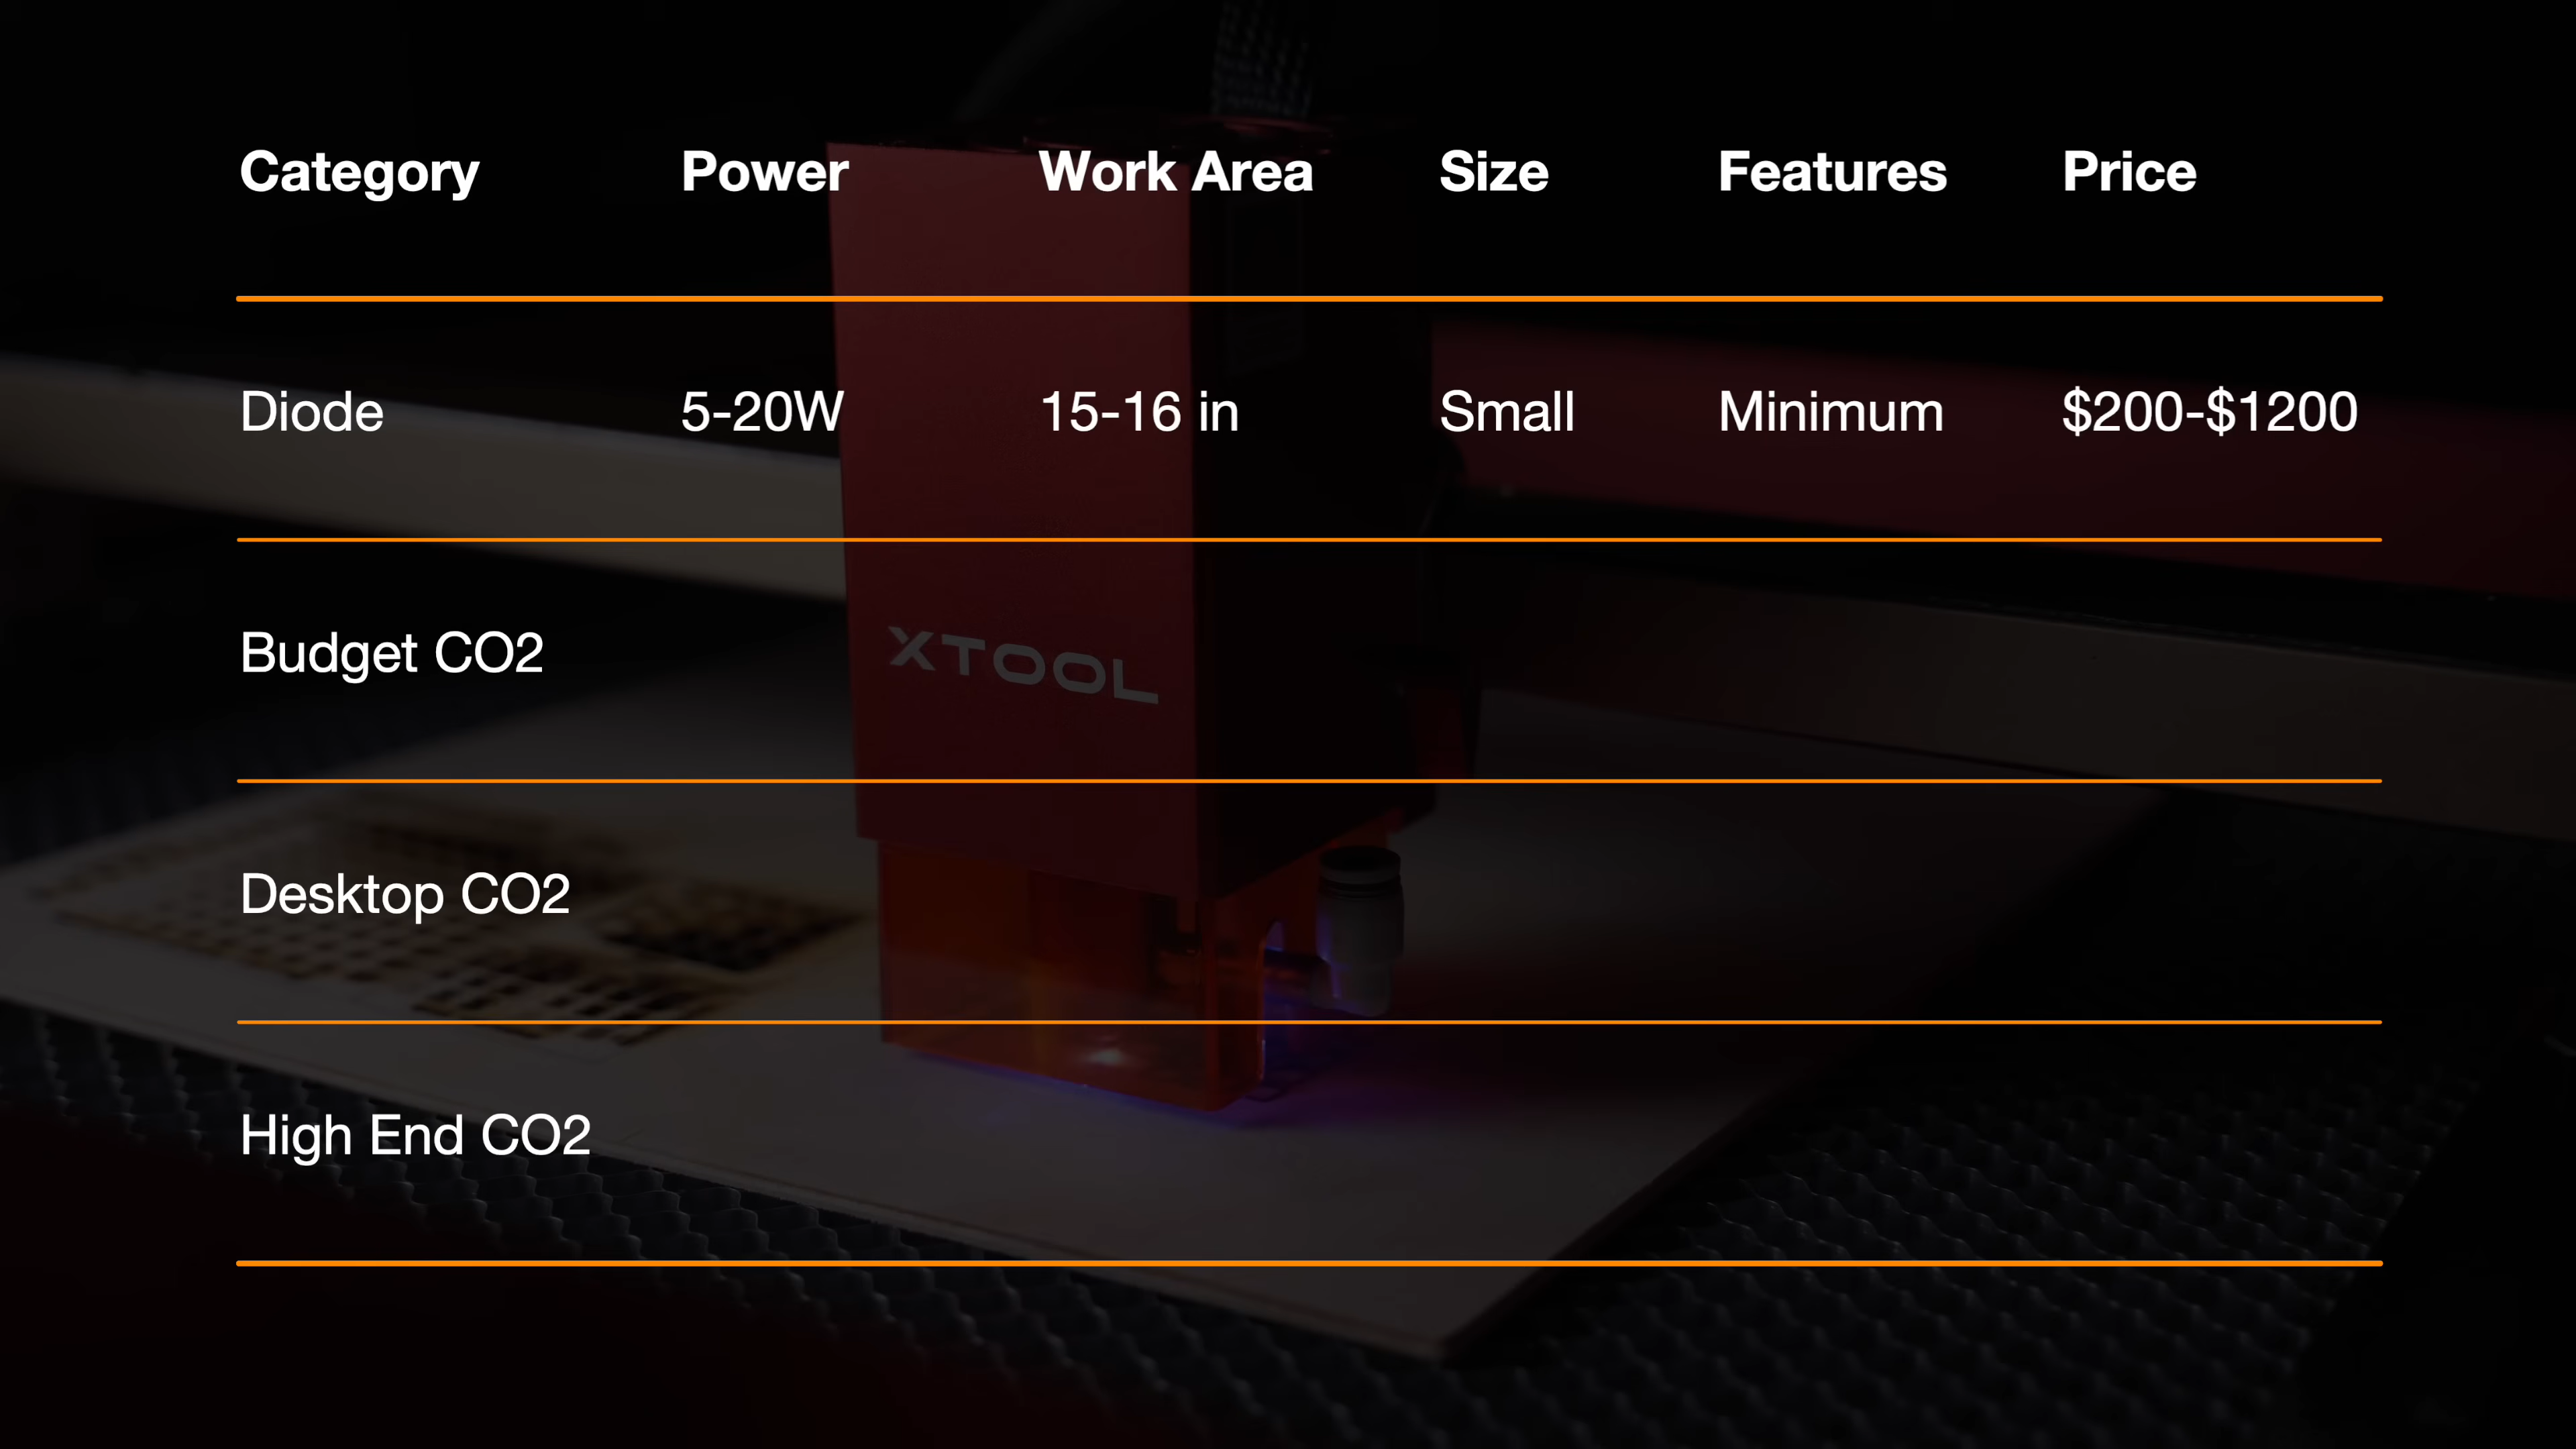 Category Power Work Area Size Features Price
Diode 5-20W 15-16 in Small Minimum $200-$1200
Budget CO2
XTOOL
Desktop CO2
High End CO2